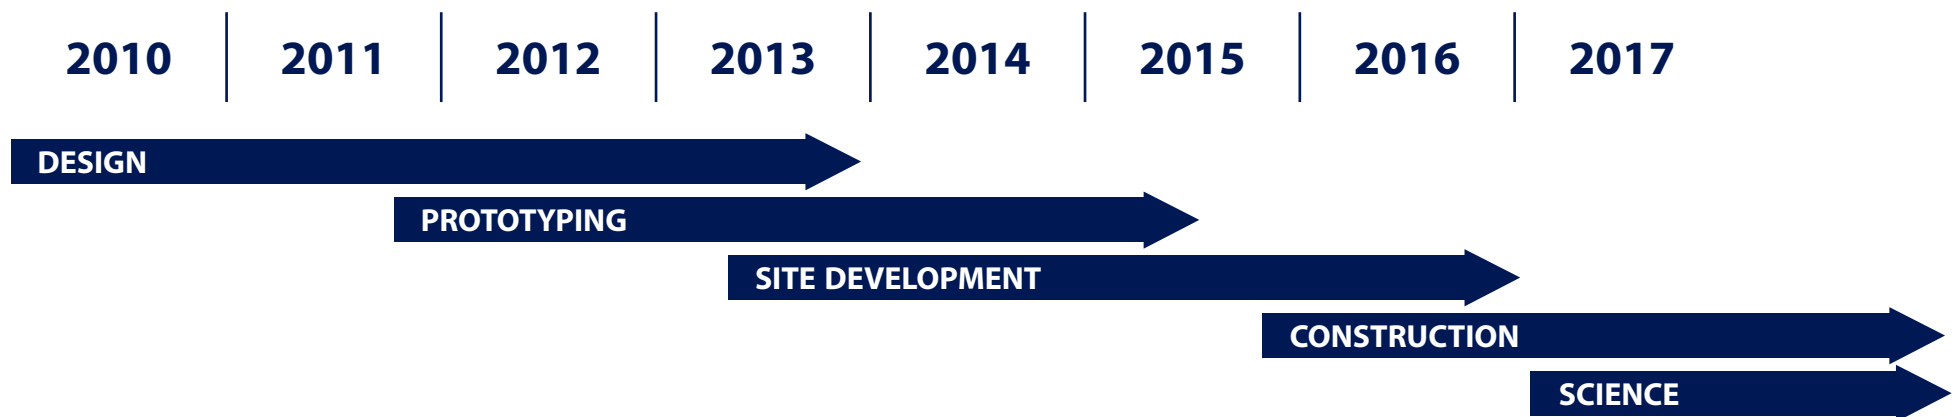 2010 2011 2012 2013 2014 2015 2016 2017
DESIGN
PROTOTYPING
SITE DEVELOPMENT
CONSTRUCTION
SCIENCE